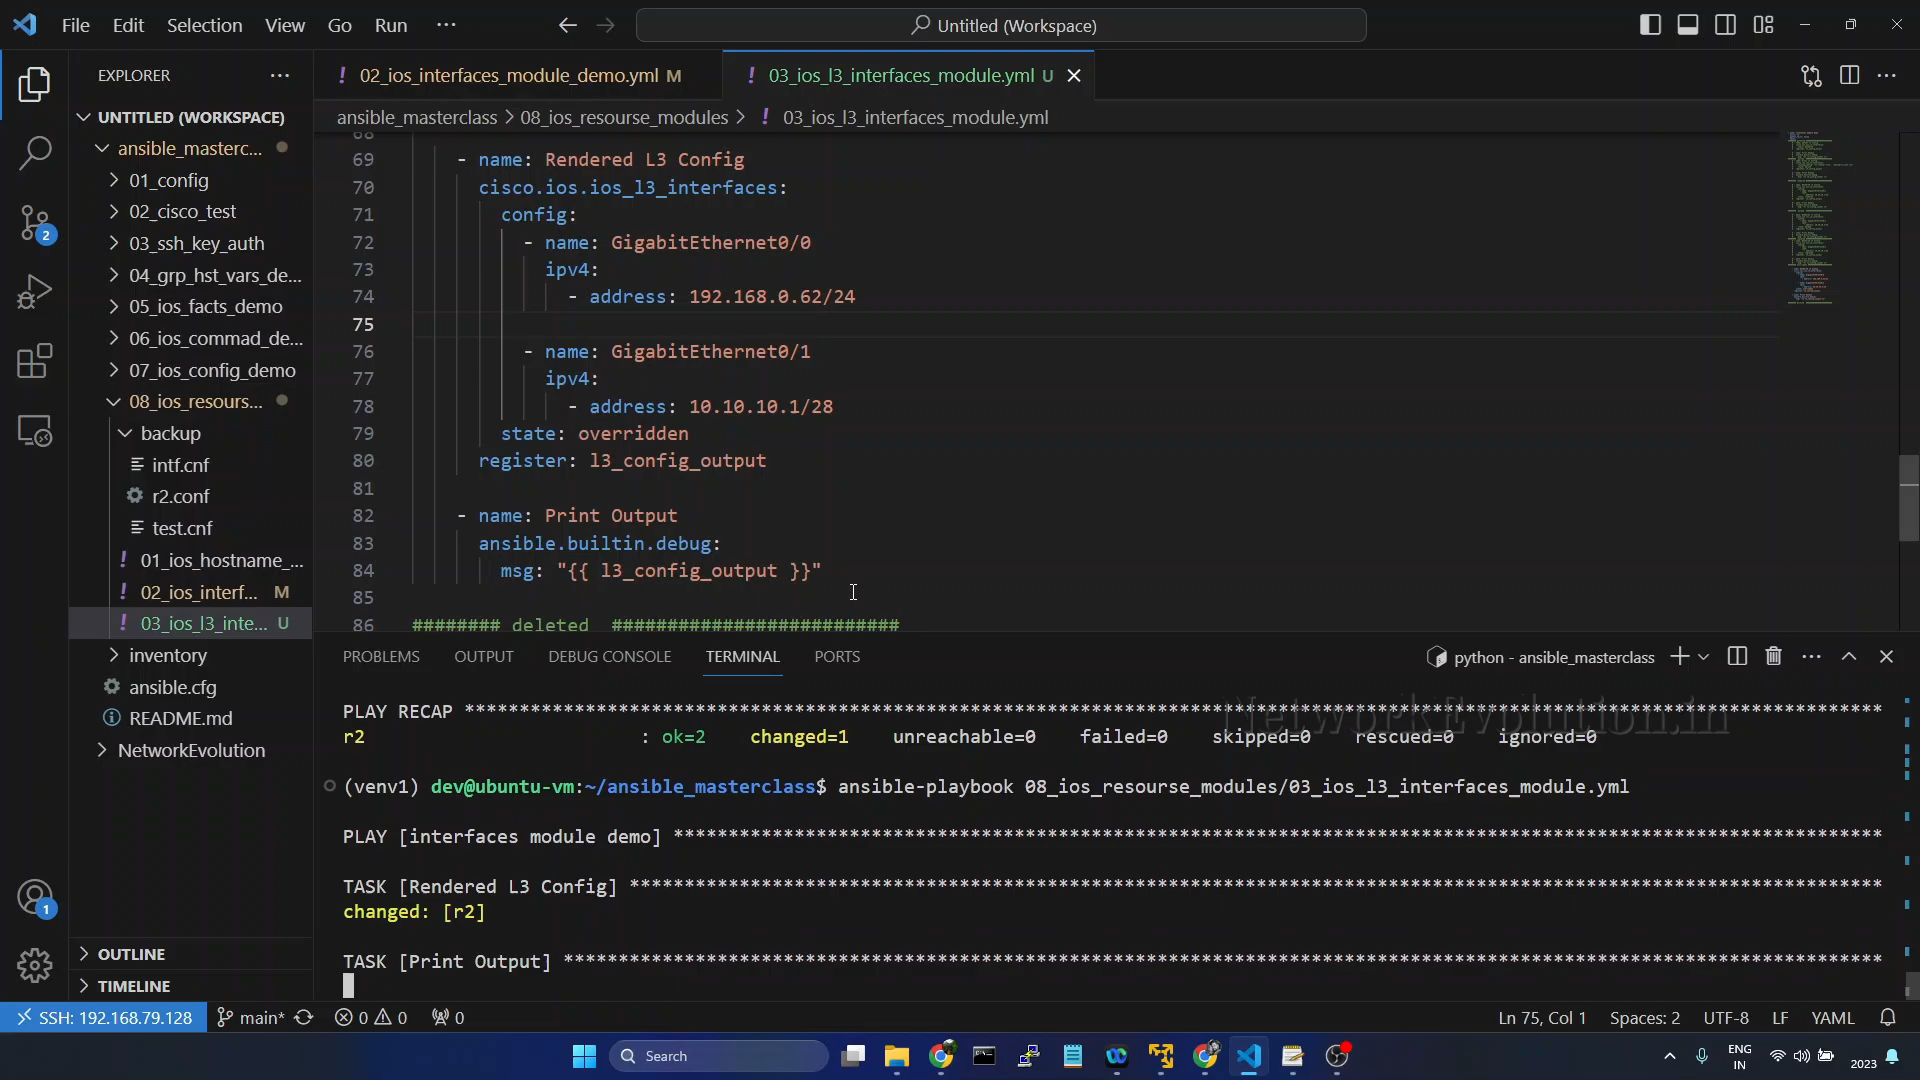 File Edit Selection View Go Run ···
Untitled (Workspace)
EXPLORER ···
UNTITLED (WORKSPACE)
ansible_masterc...
01_config
02_cisco_test
03_ssh_key_auth
04_grp_hst_vars_de...
05_ios_facts_demo
06_ios_commad_de...
07_ios_config_demo
08_ios_resours...
backup
intf.cnf
r2.conf
test.cnf
! 01_ios_hostname_...
! 02_ios_interf... M
! 03_ios_l3_inte... U
inventory
ansible.cfg
README.md
NetworkEvolution
OUTLINE
TIMELINE
2
1
! 02_ios_interfaces_module_demo.yml M
! 03_ios_l3_interfaces_module.yml U
ansible_masterclass > 08_ios_resourse_modules > ! 03_ios_l3_interfaces_module.yml
68
69 - name: Rendered L3 Config
70 cisco.ios.ios_l3_interfaces:
71 config:
72 - name: GigabitEthernet0/0
73 ipv4:
74 - address: 192.168.0.62/24
75
76 - name: GigabitEthernet0/1
77 ipv4:
78 - address: 10.10.10.1/28
79 state: overridden
80 register: l3_config_output
81
82 - name: Print Output
83 ansible.builtin.debug:
84 msg: "{{ l3_config_output }}"
85
86 ######## deleted ##########################
PROBLEMS OUTPUT DEBUG CONSOLE TERMINAL PORTS
python - ansible_masterclass
NetworkEvolution.in
PLAY RECAP ****
r2 : ok=2 changed=1 unreachable=0 failed=0 skipped=0 rescued=0 ignored=0
(venv1) dev@ubuntu-vm:~/ansible_masterclass$ ansible-playbook 08_ios_resourse_modules/03_ios_l3_interfaces_module.yml
PLAY [interfaces module demo] ****
TASK [Rendered L3 Config] ****
changed: [r2]
TASK [Print Output] ****
SSH: 192.168.79.128 main* 0 0 0
Ln 75, Col 1 Spaces: 2 UTF-8 LF YAML
Search
ENG
IN
2023